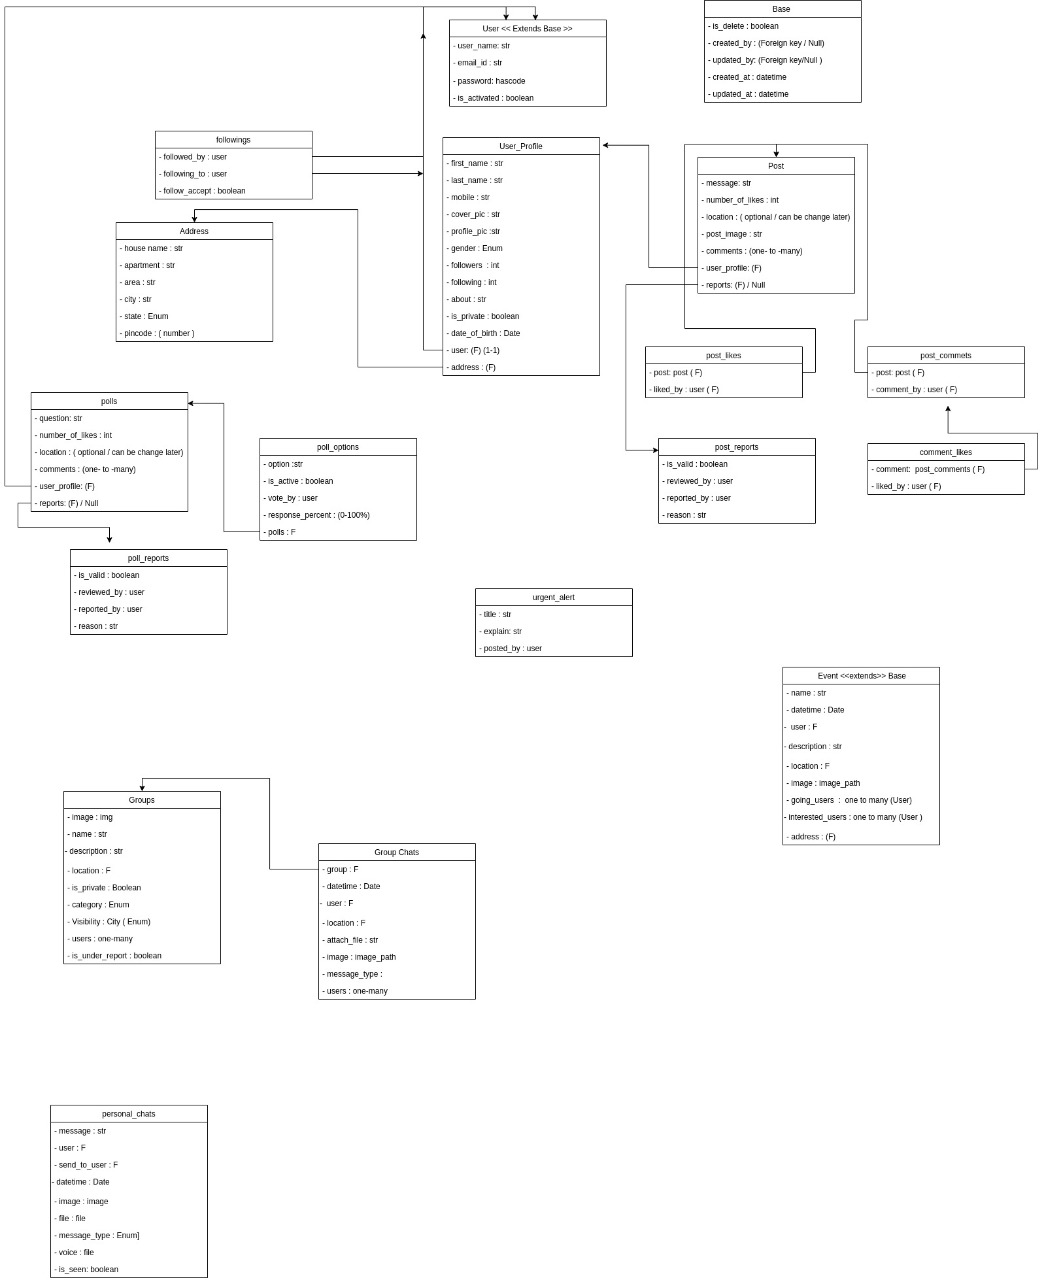 User << Extends Base >>
- user_name: str
- email_id : str
- password: hascode
- is_activated : boolean
Base
- is_delete : boolean
- created_by : (Foreign key / Null)
- updated_by: (Foreign key/Null )
- created_at : datetime
- updated_at : datetime
followings
- followed_by : user
- following_to : user
- follow_accept : boolean
User_Profile
- first_name : str
- last_name : str
- mobile : str
- cover_pic : str
- profile_pic :str
- gender : Enum
- followers : int
- following : int
- about : str
- is_private : boolean
- date_of_birth : Date
- user: (F) (1-1)
- address : (F)
Post
- message: str
- number_of_likes : int
- location : ( optional / can be change later)
- post_image : str
- comments : (one- to -many)
- user_profile: (F)
- reports: (F) / Null
Address
- house name : str
- apartment : str
- area : str
- city : str
- state : Enum
- pincode : ( number )
post_likes
- post: post ( F)
- liked_by : user ( F)
post_commets
- post: post ( F)
- comment_by : user ( F)
polls
- question: str
- number_of_likes : int
- location : ( optional / can be change later)
- comments : (one- to -many)
- user_profile: (F)
- reports: (F) / Null
poll_options
- option :str
- is_active : boolean
- vote_by : user
- response_percent : (0-100%)
- polls : F
post_reports
- is_valid : boolean
- reviewed_by : user
- reported_by : user
- reason : str
comment_likes
- comment: post_comments ( F)
- liked_by : user ( F)
poll_reports
- is_valid : boolean
- reviewed_by : user
- reported_by : user
- reason : str
urgent_alert
- title : str
- explain: str
- posted_by : user
Event <<extends>> Base
- name : str
- datetime : Date
- user : F
- description : str
- location : F
- image : image_path
- going_users : one to many (User)
- interested_users : one to many (User )
- address : (F)
Groups
- image : img
- name : str
- description : str
- location : F
- is_private : Boolean
- category : Enum
- Visibility : City ( Enum)
- users : one-many
- is_under_report : boolean
Group Chats
- group : F
- datetime : Date
- user : F
- location : F
- attach_file : str
- image : image_path
- message_type :
- users : one-many
personal_chats
- message : str
- user : F
- send_to_user : F
- datetime : Date
- image : image
- file : file
- message_type : Enum]
- voice : file
- is_seen: boolean